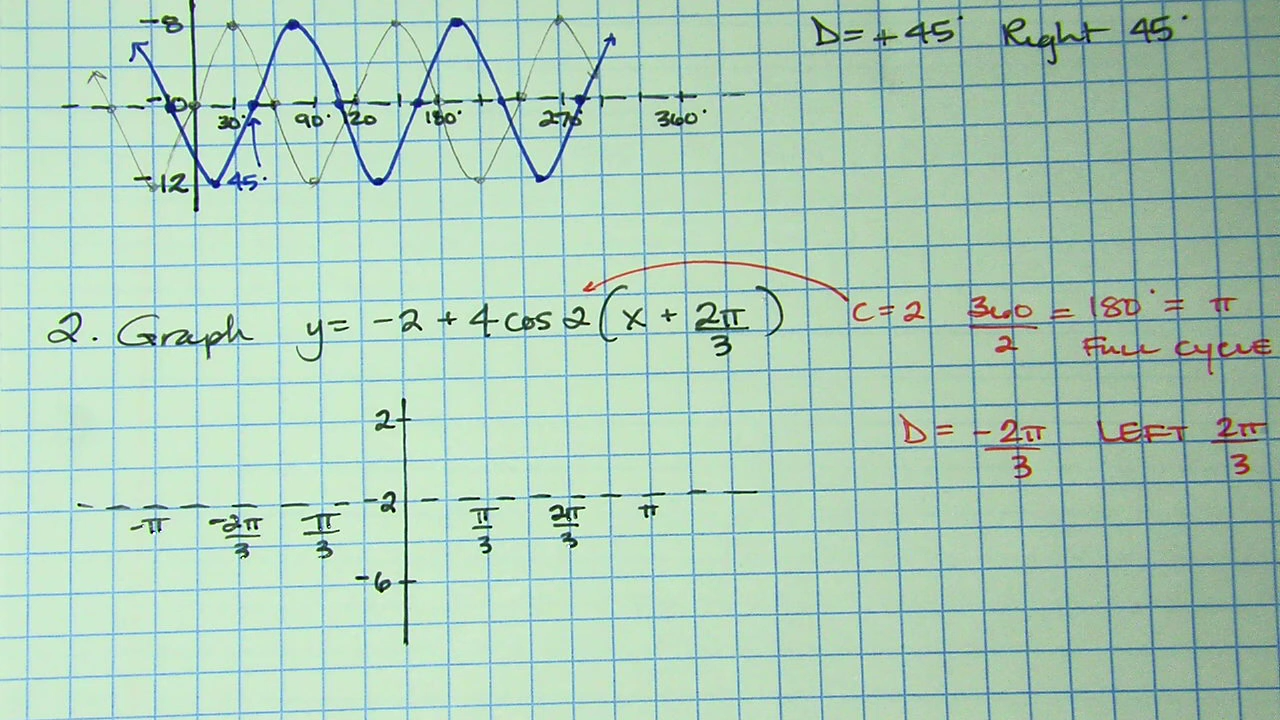 -8
D = + 45° Right 45°
0
30° 90° 120 180° 270 360°
-12 45°
2. Graph y = -2 + 4 cos 2(x + 2π/3) C = 2 360/2 = 180° = π
FULL CYCLE
2
D = -2π/3 LEFT 2π/3
-2
-π -2π/3 -π/3 π/3 2π/3 π
-6